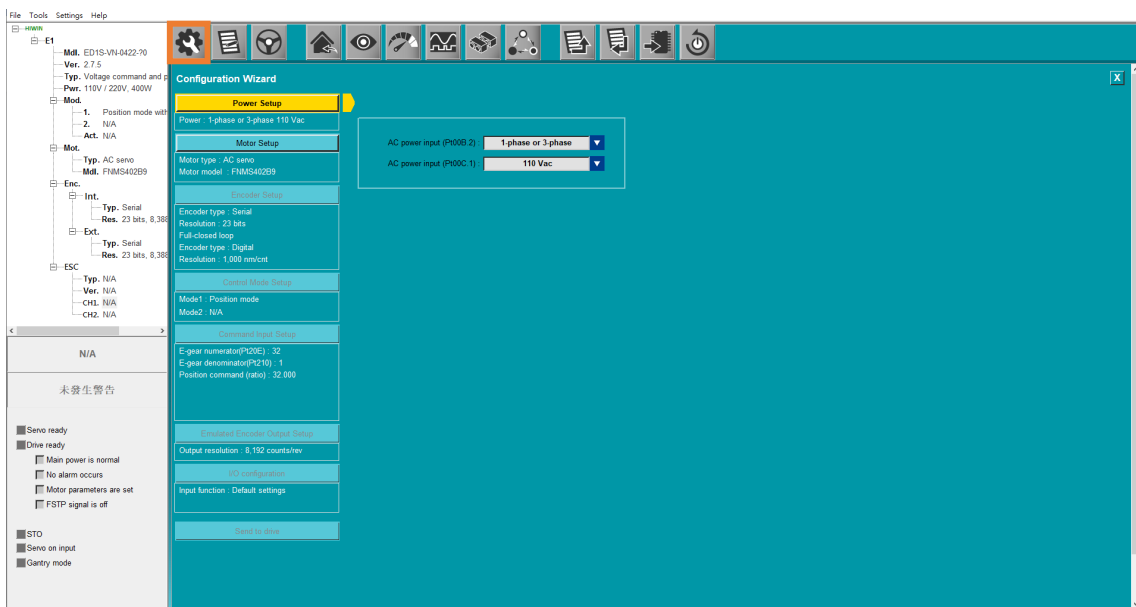 File Tools Settings Help
HIWIN
E1
Mdl. ED1S-VN-0422-?0
Ver. 2.7.5
Typ. Voltage command and p
Pwr. 110V / 220V, 400W
Mod.
1. Position mode with
2. N/A
Act. N/A
Mot.
Typ. AC servo
Mdl. FNMS402B9
Enc.
Int.
Typ. Serial
Res. 23 bits, 8,388
Ext.
Typ. Serial
Res. 23 bits, 8,388
ESC
Typ. N/A
Ver. N/A
CH1. N/A
CH2. N/A
N/A
未發生警告
Servo ready
Drive ready
Main power is normal
No alarm occurs
Motor parameters are set
FSTP signal is off
STO
Servo on input
Gantry mode
Configuration Wizard
X
Power Setup
Power : 1-phase or 3-phase 110 Vac
Motor Setup
Motor type : AC servo
Motor model : FNMS402B9
Encoder Setup
Encoder type : Serial
Resolution : 23 bits
Full-closed loop
Encoder type : Digital
Resolution : 1,000 nm/cnt
Control Mode Setup
Mode1 : Position mode
Mode2 : N/A
Command Input Setup
E-gear numerator(Pt20E) : 32
E-gear denominator(Pt210) : 1
Position command (ratio) : 32.000
Emulated Encoder Output Setup
Output resolution : 8,192 counts/rev
I/O configuration
Input function : Default settings
Send to drive
AC power input (Pt00B.2) : 1-phase or 3-phase
AC power input (Pt00C.1) : 110 Vac